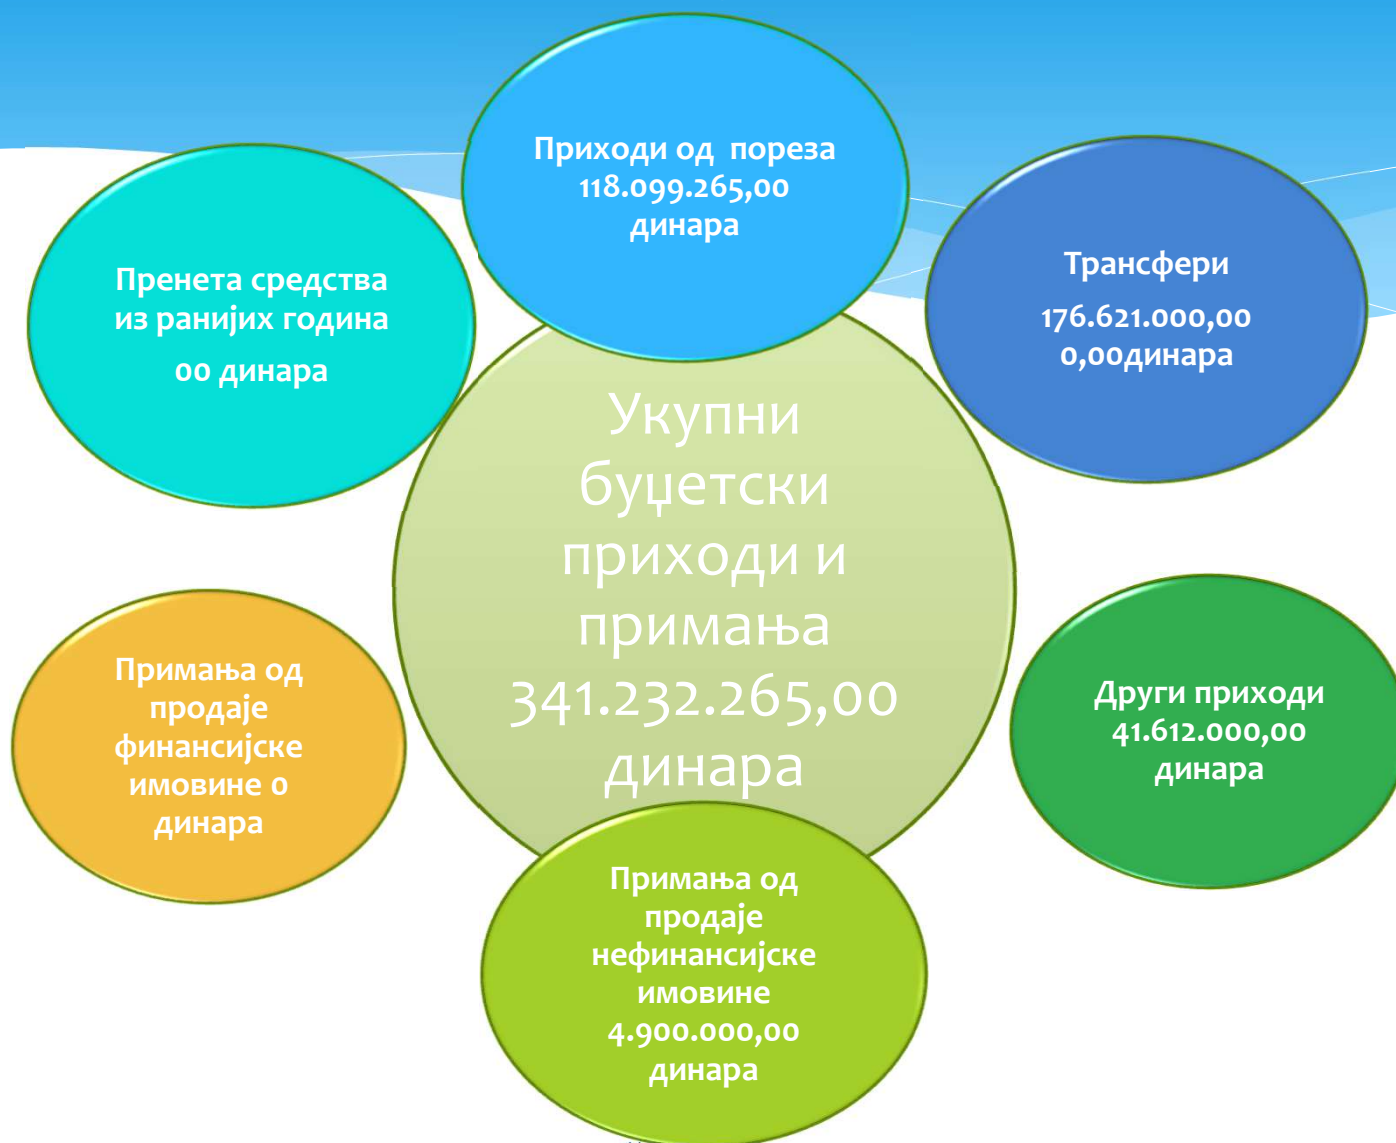 Приходи од пореза
118.099.265,00
динара
Трансфери
176.621.000,00
0,00динара
Пренета средства
из ранијих година
00 динара
Укупни
буџетски
приходи и
примања
341.232.265,00
динара
Други приходи
41.612.000,00
динара
Примања од
продаје
финансијске
имовине 0
динара
Примања од
продаје
нефинансијске
имовине
4.900.000,00
динара